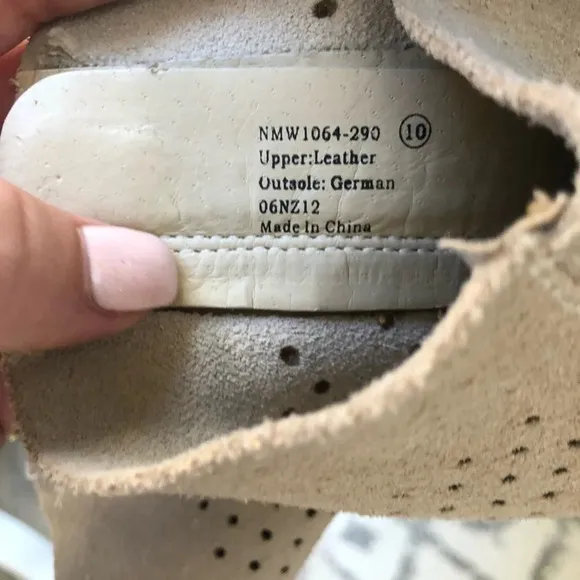 NMW1064-290 10
Upper:Leather
Outsole: German
06NZ12
Made In China